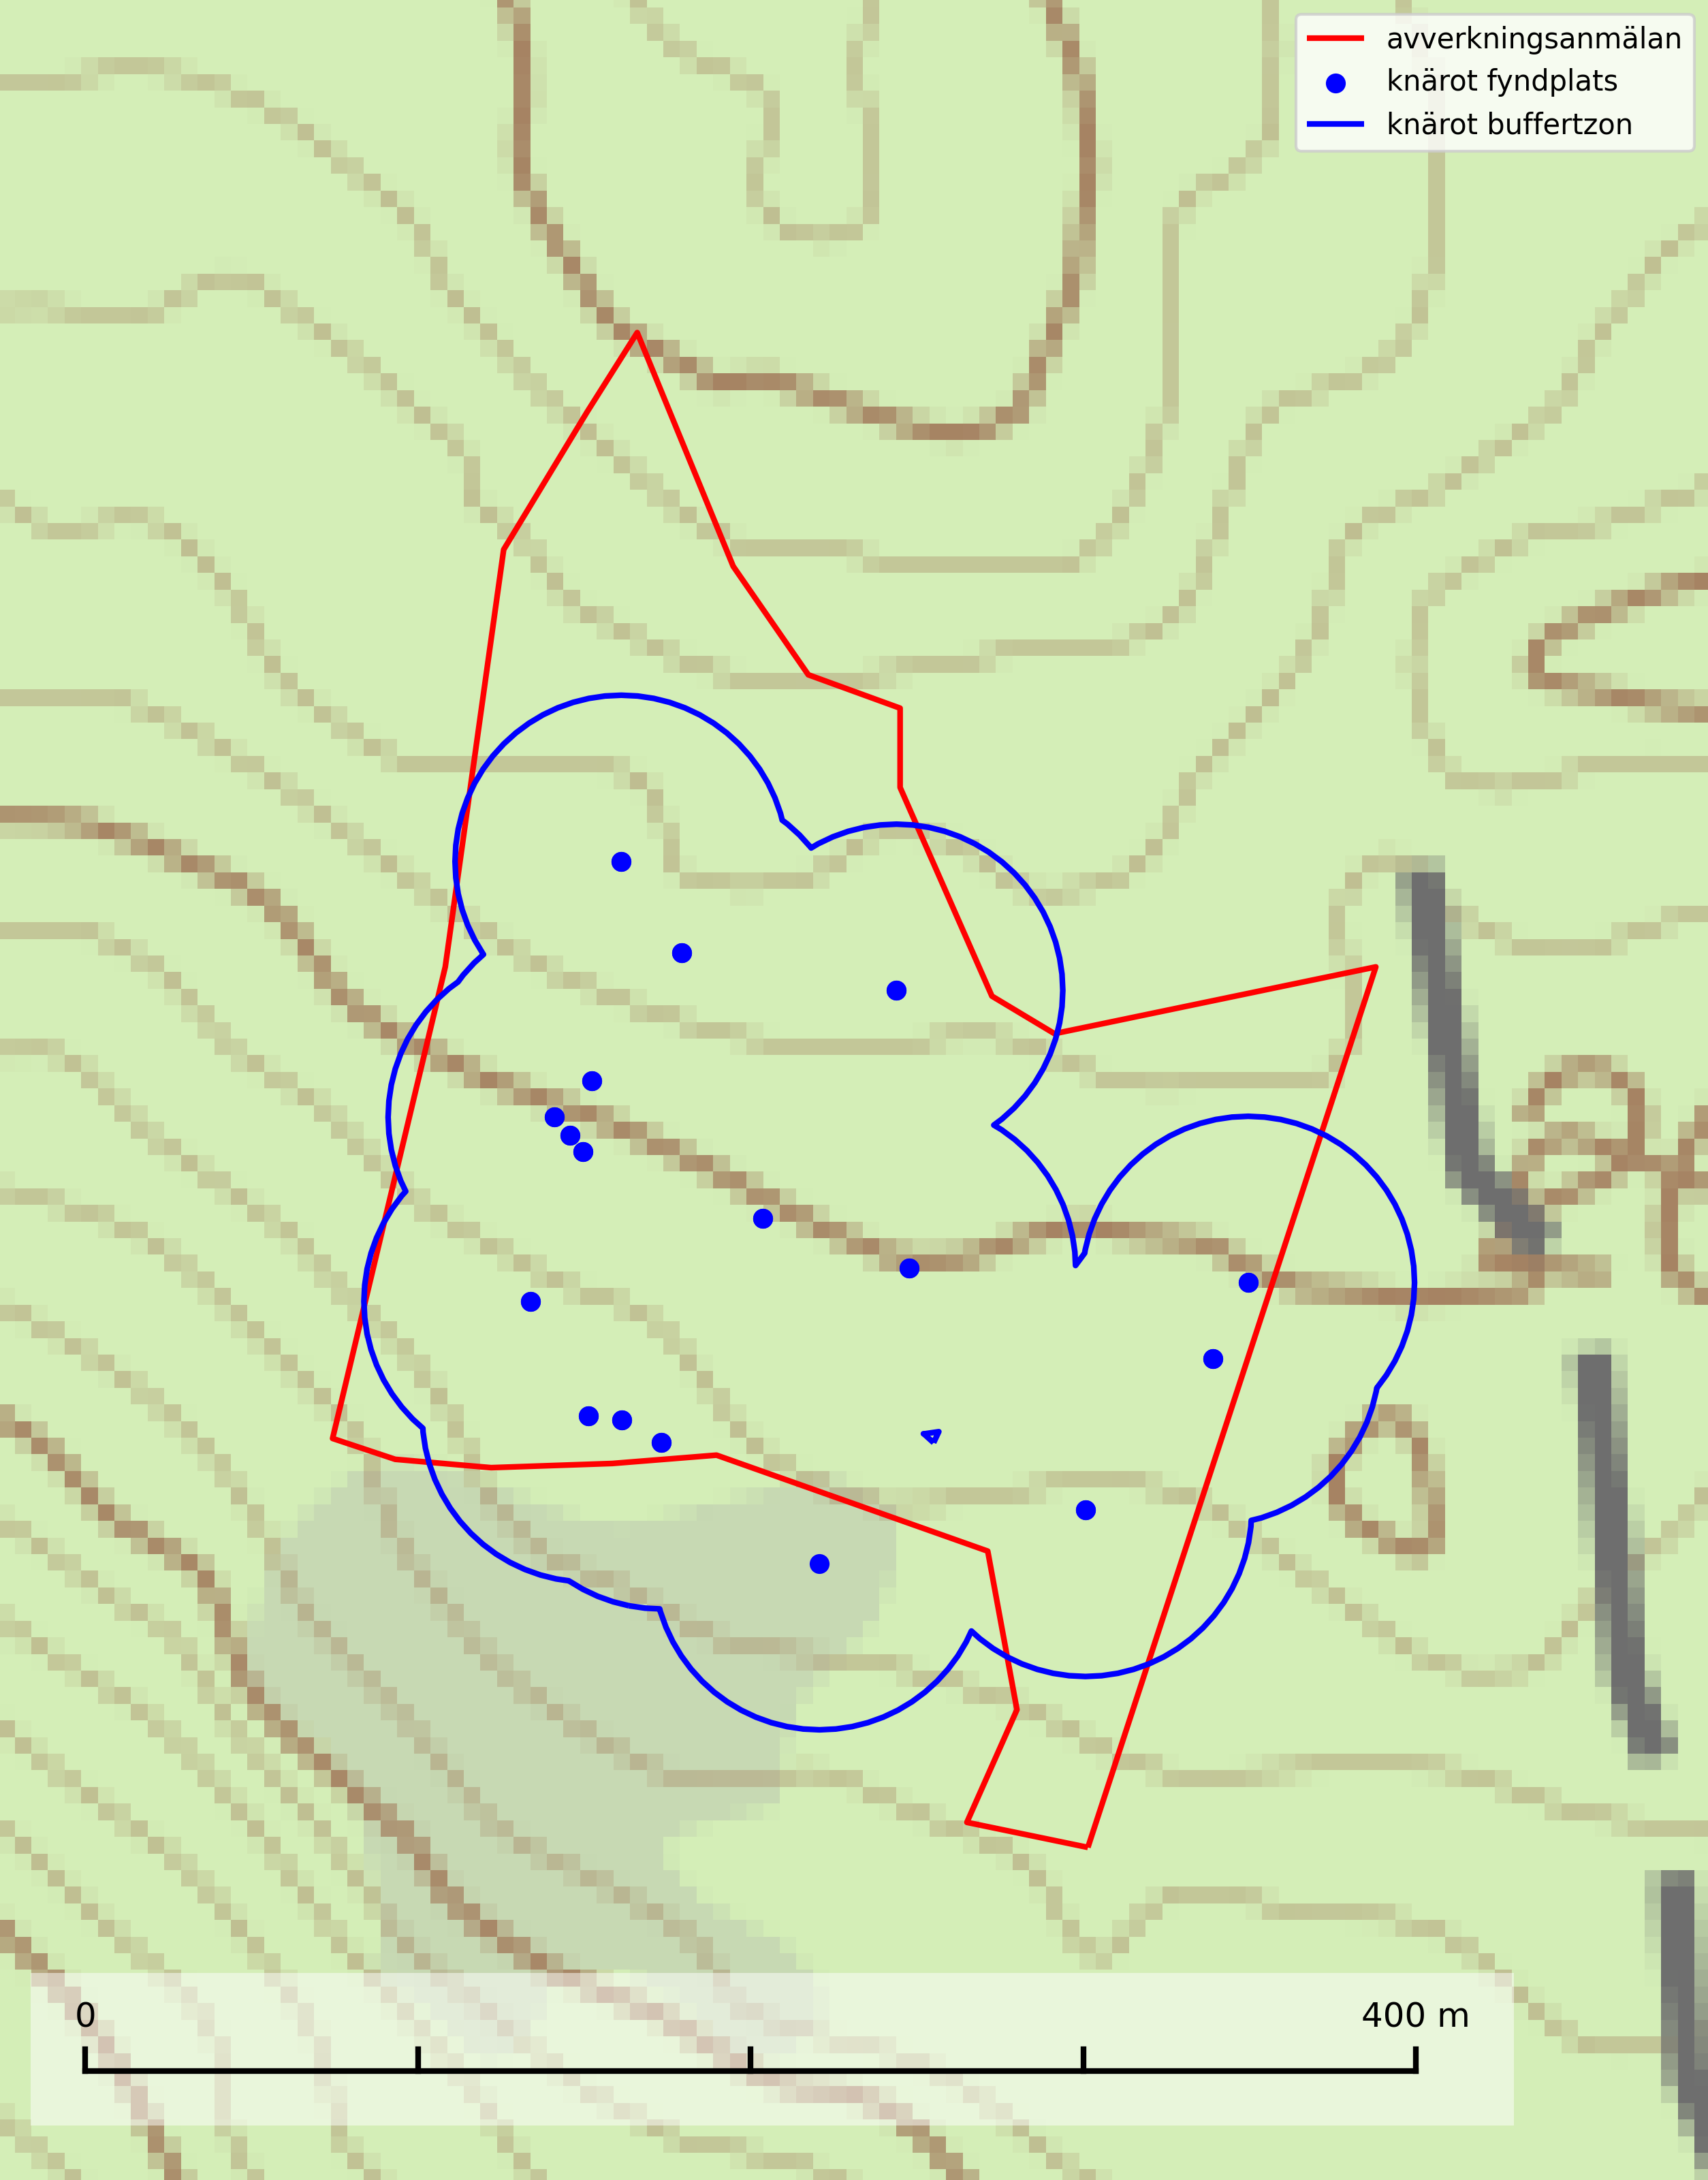 avverkningsanmälan
knärot fyndplats
knärot buffertzon
0
400 m